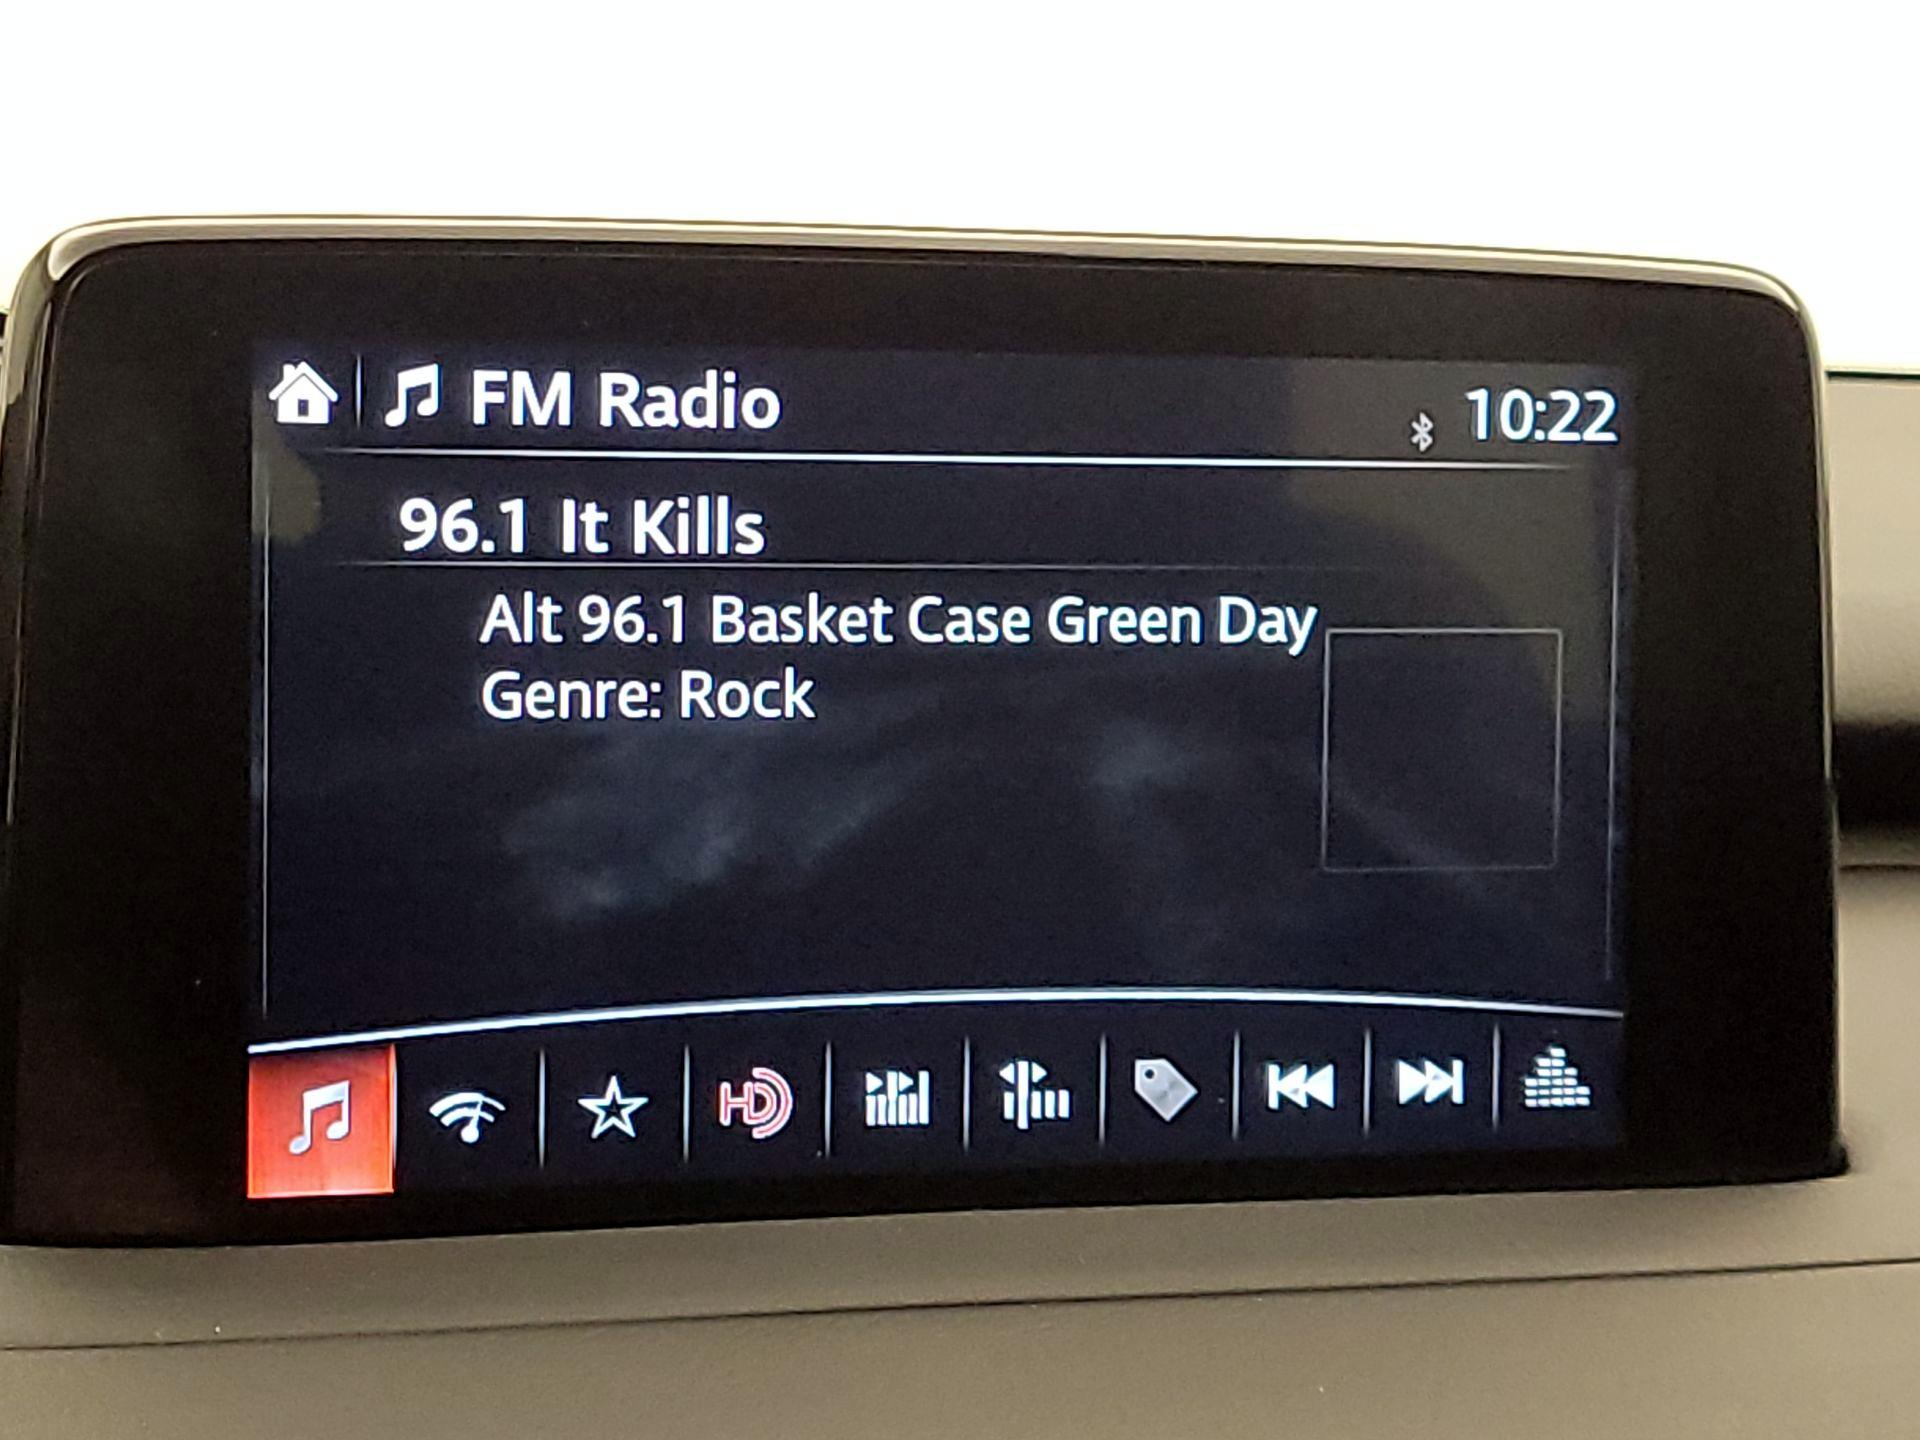 FM Radio
10:22
96.1 It Kills
Alt 96.1 Basket Case Green Day
Genre: Rock
HD